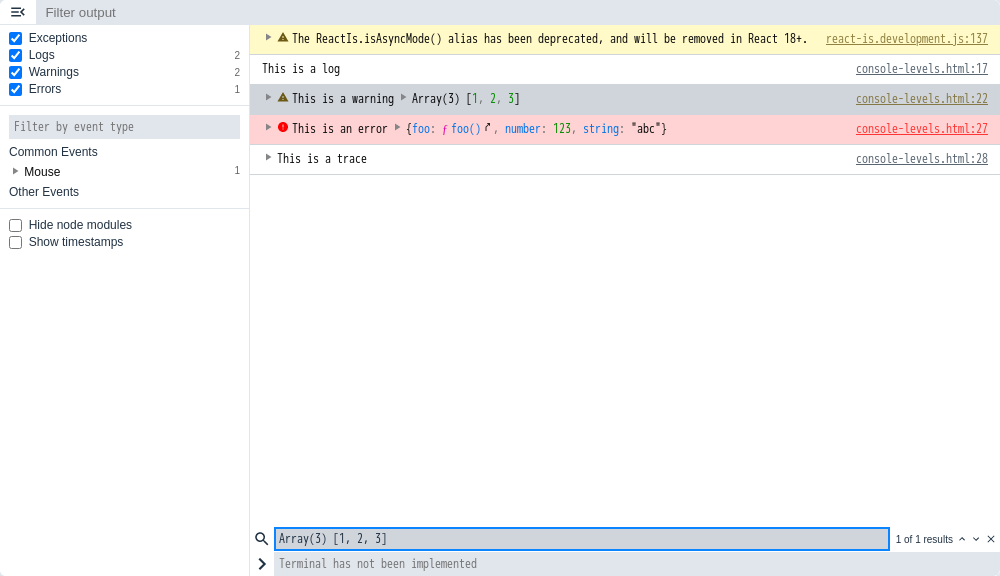 Filter output
Exceptions
Logs 2
Warnings 2
Errors 1
Filter by event type
Common Events
Mouse 1
Other Events
Hide node modules
Show timestamps
The ReactIs.isAsyncMode() alias has been deprecated, and will be removed in React 18+. react-is.development.js:137
This is a log console-levels.html:17
This is a warning Array(3) [1, 2, 3] console-levels.html:22
This is an error {foo: ƒ foo(), number: 123, string: "abc"} console-levels.html:27
This is a trace console-levels.html:28
Array(3) [1, 2, 3] 1 of 1 results
Terminal has not been implemented